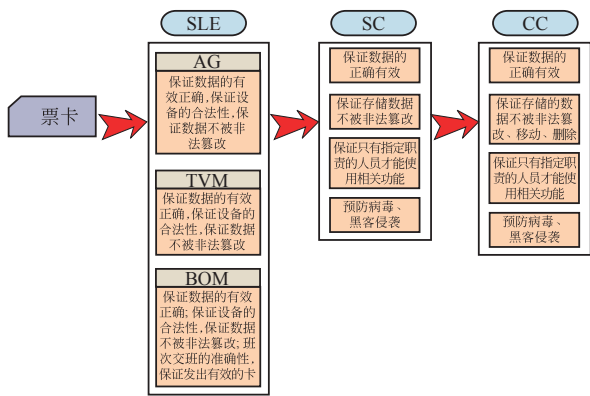 票卡
SLE
AG
保证数据的有
效正确,保证设
备的合法性,保
证数据不被非
法篡改
TVM
保证数据的有效
正确,保证设备的
合法性,保证数据
不被非法篡改
BOM
保证数据的有效
正确;保证设备的
合法性,保证数据
不被非法篡改;班
次交班的准确性,
保证发出有效的卡
SC
保证数据的
正确有效
保证存储数据
不被非法篡改
保证只有指定职
责的人员才能使
用相关功能
预防病毒、
黑客侵袭
CC
保证数据的
正确有效
保证存储的数
据不被非法篡
改、移动、删除
保证只有指定职
责的人员才能使
用相关功能
预防病毒、
黑客侵袭